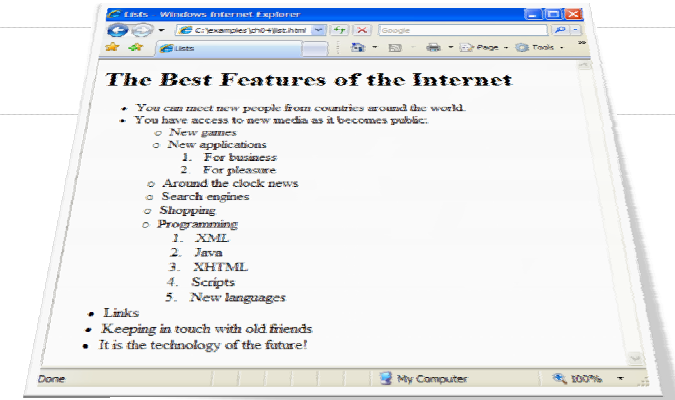 Lists - Windows Internet Explorer
C:\examples\ch04\list.html
Google
Lists
Page
Tools
The Best Features of the Internet
• You can meet new people from countries around the world.
• You have access to new media as it becomes public:
○ New games
○ New applications
1. For business
2. For pleasure
○ Around the clock news
○ Search engines
○ Shopping
○ Programming
1. XML
2. Java
3. XHTML
4. Scripts
5. New languages
• Links
• Keeping in touch with old friends
• It is the technology of the future!
Done My Computer 100%